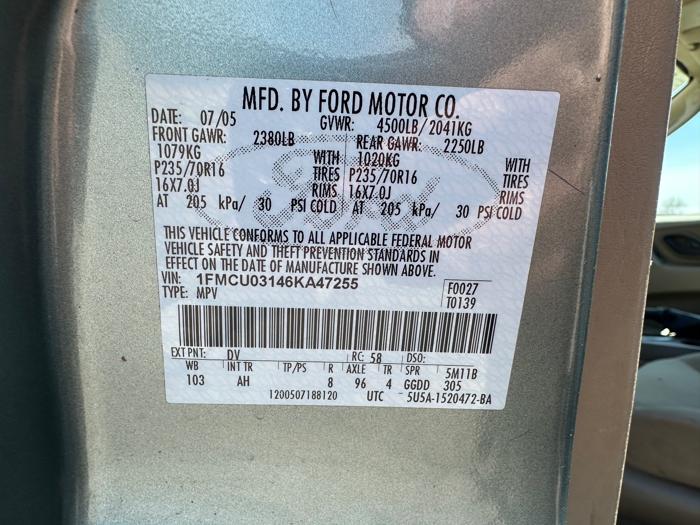 MFD. BY FORD MOTOR CO.
DATE: 07/05 GVWR: 4500LB/2041KG
FRONT GAWR: 2380LB REAR GAWR: 2250LB
1079KG WITH 1020KG WITH
P235/70R16 TIRES P235/70R16 TIRES
16X7.0J RIMS 16X7.0J RIMS
AT 205 kPa/ 30 PSI COLD AT 205 kPa/ 30 PSI COLD
THIS VEHICLE CONFORMS TO ALL APPLICABLE FEDERAL MOTOR
VEHICLE SAFETY AND THEFT PREVENTION STANDARDS IN
EFFECT ON THE DATE OF MANUFACTURE SHOWN ABOVE.
VIN: 1FMCU03146KA47255 F0027
TYPE: MPV T0139
EXT PNT: DV RC: 58 DSO:
WB INT TR TP/PS R AXLE TR SPR 5M11B
103 AH 8 96 4 GGDD 305
1200507188120 UTC 5U5A-1520472-BA
Ford